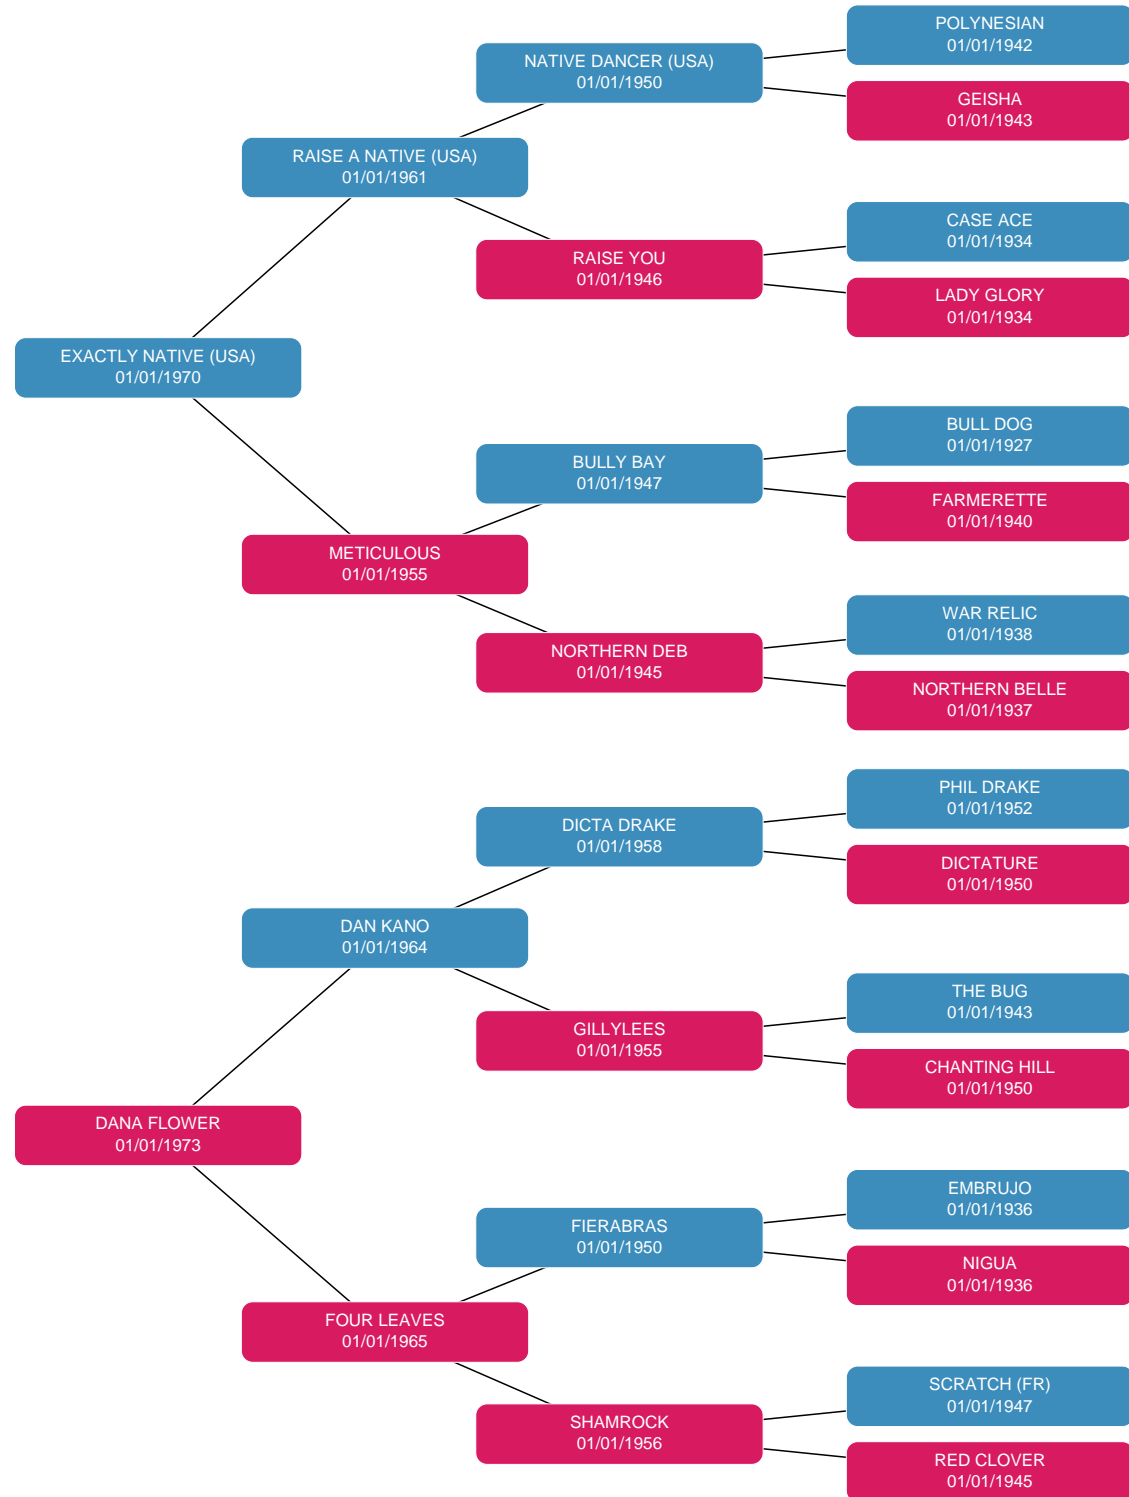 POLYNESIAN
01/01/1942
NATIVE DANCER (USA)
01/01/1950
GEISHA
01/01/1943
RAISE A NATIVE (USA)
01/01/1961
CASE ACE
01/01/1934
RAISE YOU
01/01/1946
LADY GLORY
01/01/1934
EXACTLY NATIVE (USA)
01/01/1970
BULL DOG
01/01/1927
BULLY BAY
01/01/1947
FARMERETTE
01/01/1940
METICULOUS
01/01/1955
WAR RELIC
01/01/1938
NORTHERN DEB
01/01/1945
NORTHERN BELLE
01/01/1937
PHIL DRAKE
01/01/1952
DICTA DRAKE
01/01/1958
DICTATURE
01/01/1950
DAN KANO
01/01/1964
THE BUG
01/01/1943
GILLYLEES
01/01/1955
CHANTING HILL
01/01/1950
DANA FLOWER
01/01/1973
EMBRUJO
01/01/1936
FIERABRAS
01/01/1950
NIGUA
01/01/1936
FOUR LEAVES
01/01/1965
SCRATCH (FR)
01/01/1947
SHAMROCK
01/01/1956
RED CLOVER
01/01/1945